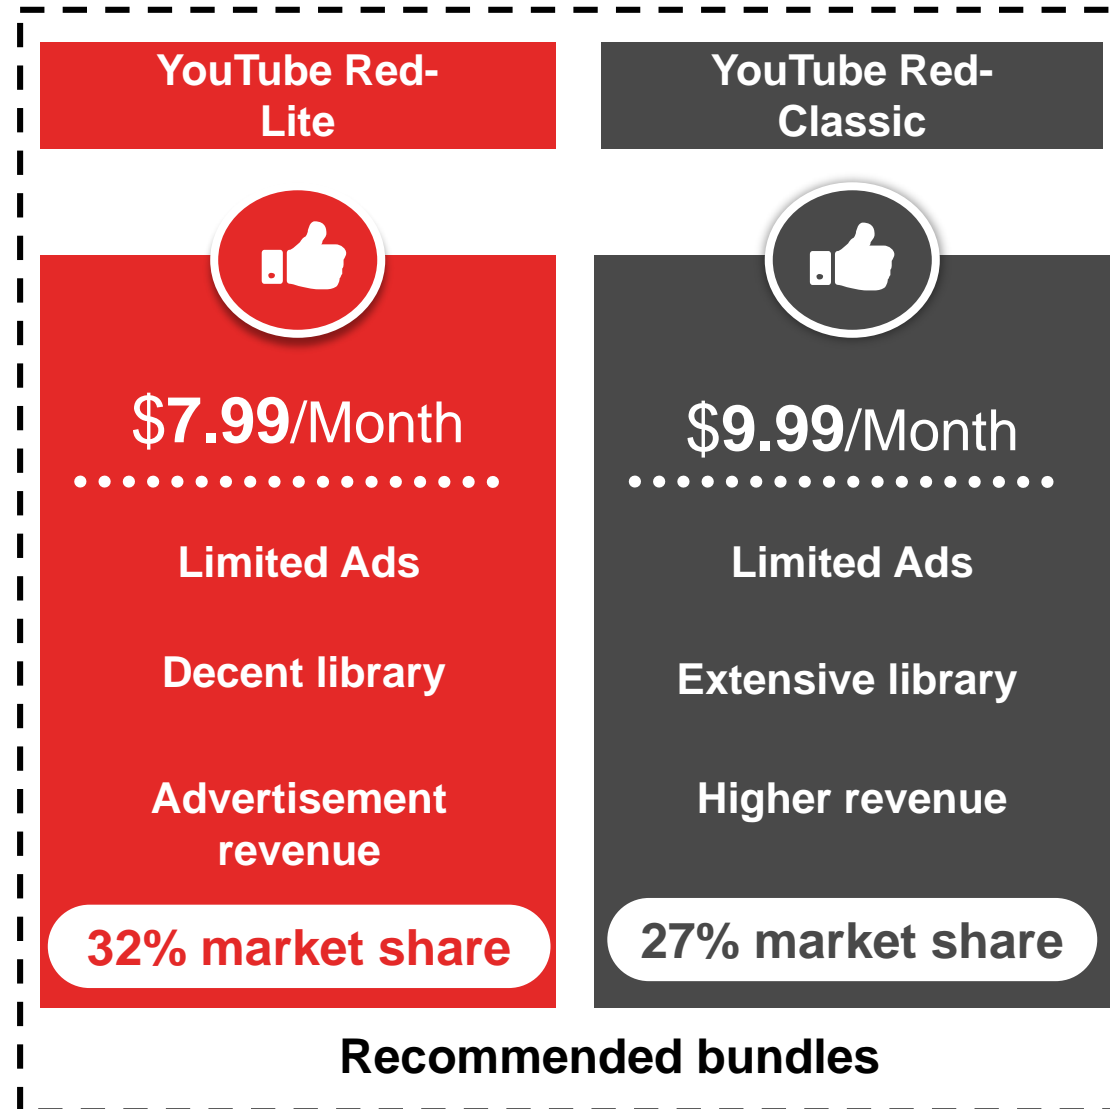 YouTube Red-
Lite
$7.99/Month
Limited Ads
Decent library
Advertisement
revenue
32% market share
YouTube Red-
Classic
$9.99/Month
Limited Ads
Extensive library
Higher revenue
27% market share
Recommended bundles